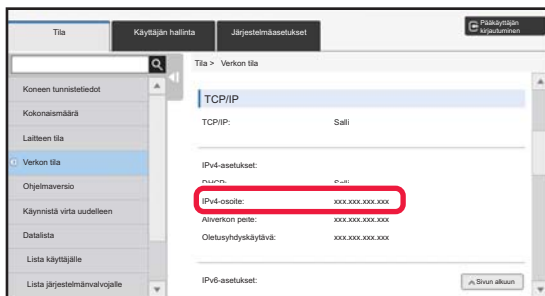 Tila
Käyttäjän hallinta
Järjestelmäasetukset
Pääkäyttäjän
kirjautuminen
Tila > Verkon tila
Koneen tunnistetiedot
Kokonaismäärä
Laitteen tila
Verkon tila
Ohjelmaversio
Käynnistä virta uudelleen
Datalista
Lista käyttäjälle
Lista järjestelmänvalvojalle
TCP/IP
TCP/IP: Salli
IPv4-asetukset:
DHCP: Salli
IPv4-osoite: xxx.xxx.xxx.xxx
Aliverkon peite: xxx.xxx.xxx.xxx
Oletusyhdyskäytävä: xxx.xxx.xxx.xxx
IPv6-asetukset:
Sivun alkuun